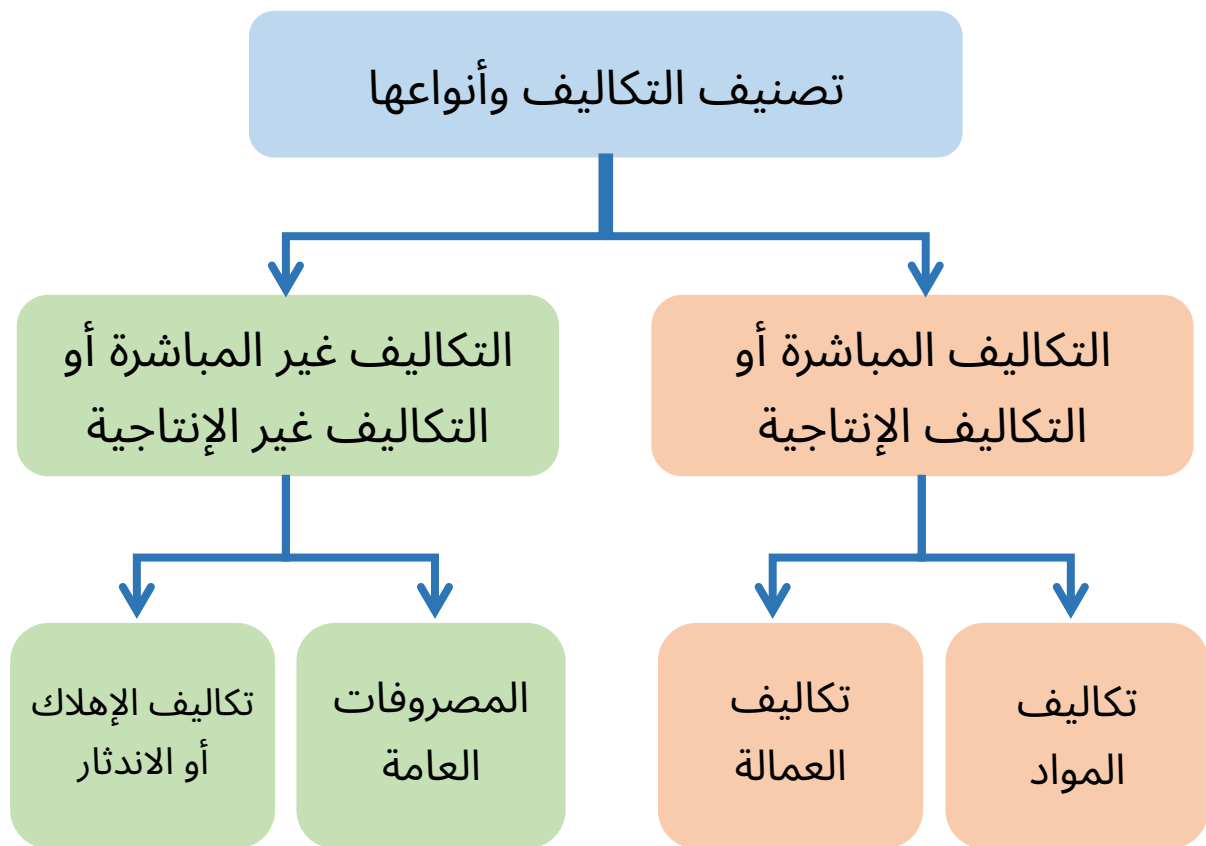 تصنيف التكاليف وأنواعها
التكاليف المباشرة أو
التكاليف الإنتاجية
التكاليف غير المباشرة أو
التكاليف غير الإنتاجية
تكاليف
المواد
تكاليف
العمالة
المصروفات
العامة
تكاليف الإهلاك
أو الاندثار